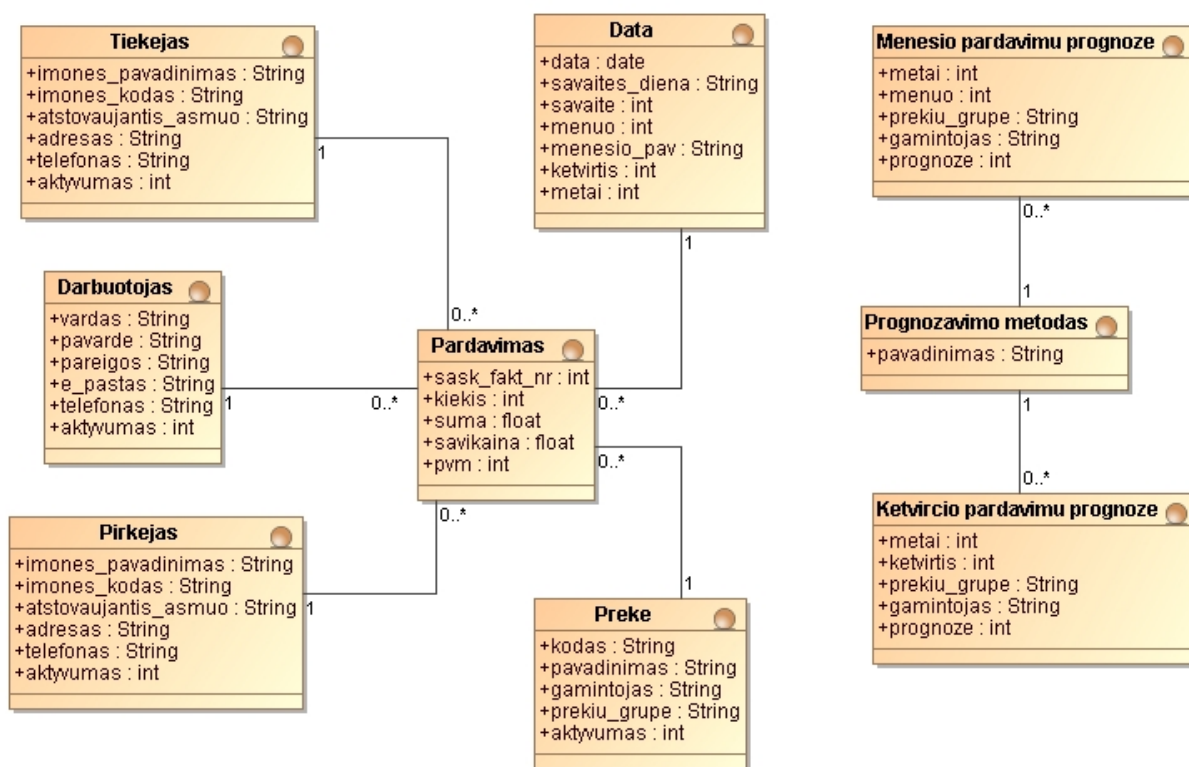 Tiekejas
+imones_pavadinimas : String
+imones_kodas : String
+atstovaujantis_asmuo : String
+adresas : String
+telefonas : String
+aktyvumas : int
1
0..*
Data
+data : date
+savaites_diena : String
+savaite : int
+menuo : int
+menesio_pav : String
+ketvirtis : int
+metai : int
1
0..*
Darbuotojas
+vardas : String
+pavarde : String
+pareigos : String
+e_pastas : String
+telefonas : String
+aktyvumas : int
1
0..*
Pardavimas
+sask_fakt_nr : int
+kiekis : int
+suma : float
+savikaina : float
+pvm : int
0..*
0..*
Pirkejas
+imones_pavadinimas : String
+imones_kodas : String
+atstovaujantis_asmuo : String
+adresas : String
+telefonas : String
+aktyvumas : int
1
1
Preke
+kodas : String
+pavadinimas : String
+gamintojas : String
+prekiu_grupe : String
+aktyvumas : int
Menesio pardavimu prognoze
+metai : int
+menuo : int
+prekiu_grupe : String
+gamintojas : String
+prognoze : int
0..*
1
Prognozavimo metodas
+pavadinimas : String
1
0..*
Ketvircio pardavimu prognoze
+metai : int
+ketvirtis : int
+prekiu_grupe : String
+gamintojas : String
+prognoze : int